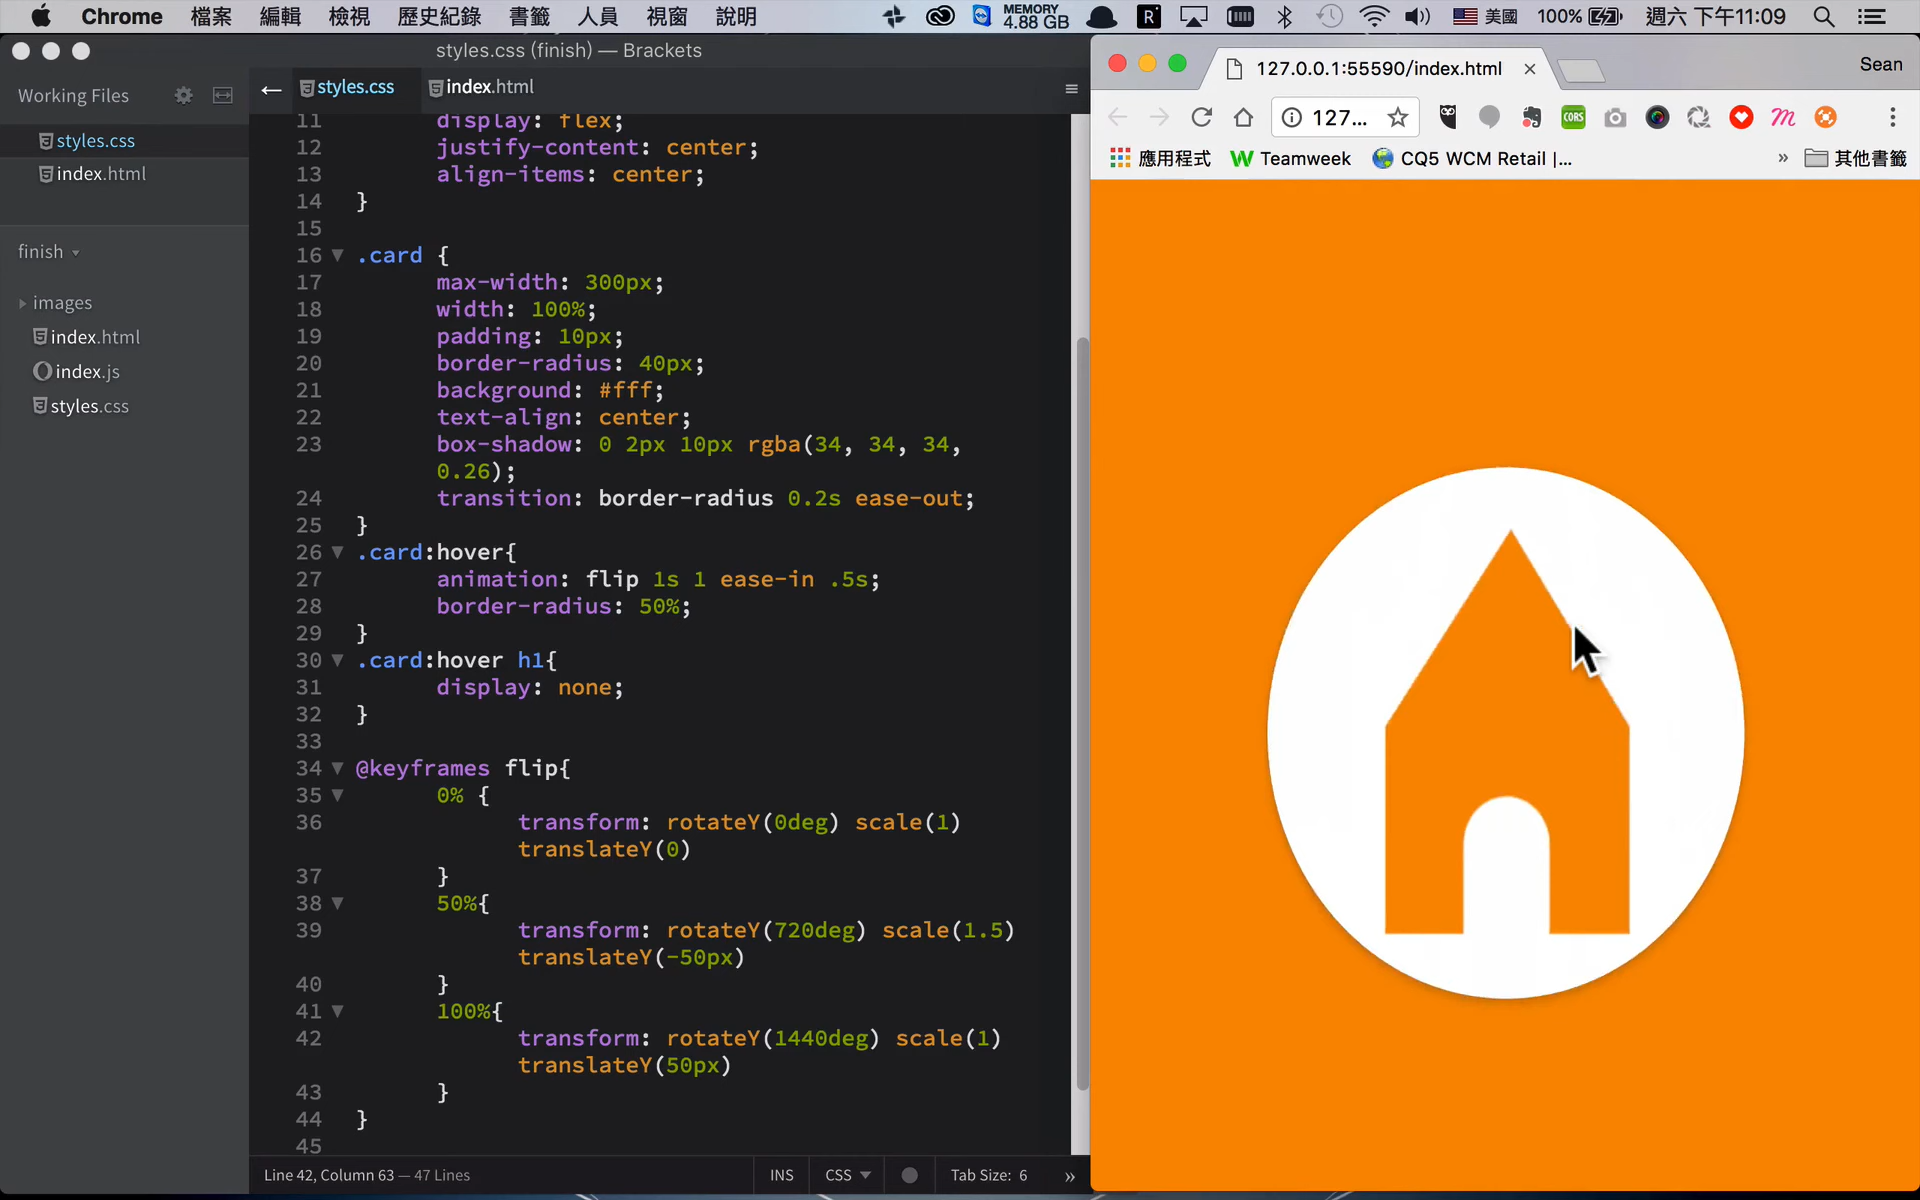 Chrome 檔案 編輯 檢視 歷史紀錄 書籤 人員 視窗 說明 MEMORY 4.88 GB 美國 100% 週六 下午11:09
styles.css (finish) — Brackets
Working Files
styles.css
index.html
finish
images
index.html
index.js
styles.css
styles.css index.html
11 display: flex;
12 justify-content: center;
13 align-items: center;
14 }
15
16 .card {
17 max-width: 300px;
18 width: 100%;
19 padding: 10px;
20 border-radius: 40px;
21 background: #fff;
22 text-align: center;
23 box-shadow: 0 2px 10px rgba(34, 34, 34,
0.26);
24 transition: border-radius 0.2s ease-out;
25 }
26 .card:hover{
27 animation: flip 1s 1 ease-in .5s;
28 border-radius: 50%;
29 }
30 .card:hover h1{
31 display: none;
32 }
33
34 @keyframes flip{
35 0% {
36 transform: rotateY(0deg) scale(1)
translateY(0)
37 }
38 50%{
39 transform: rotateY(720deg) scale(1.5)
translateY(-50px)
40 }
41 100%{
42 transform: rotateY(1440deg) scale(1)
translateY(50px)
43 }
44 }
45
Line 42, Column 63 — 47 Lines INS CSS Tab Size: 6 »
127.0.0.1:55590/index.html Sean
127... CORS m
應用程式 W Teamweek CQ5 WCM Retail |... » 其他書籤